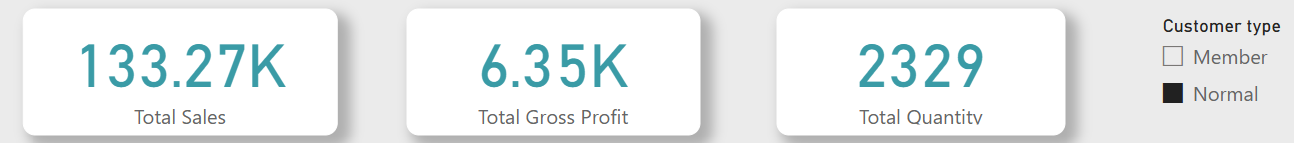 133.27K
Total Sales
6.35K
Total Gross Profit
2329
Total Quantity
Customer type
Member
Normal